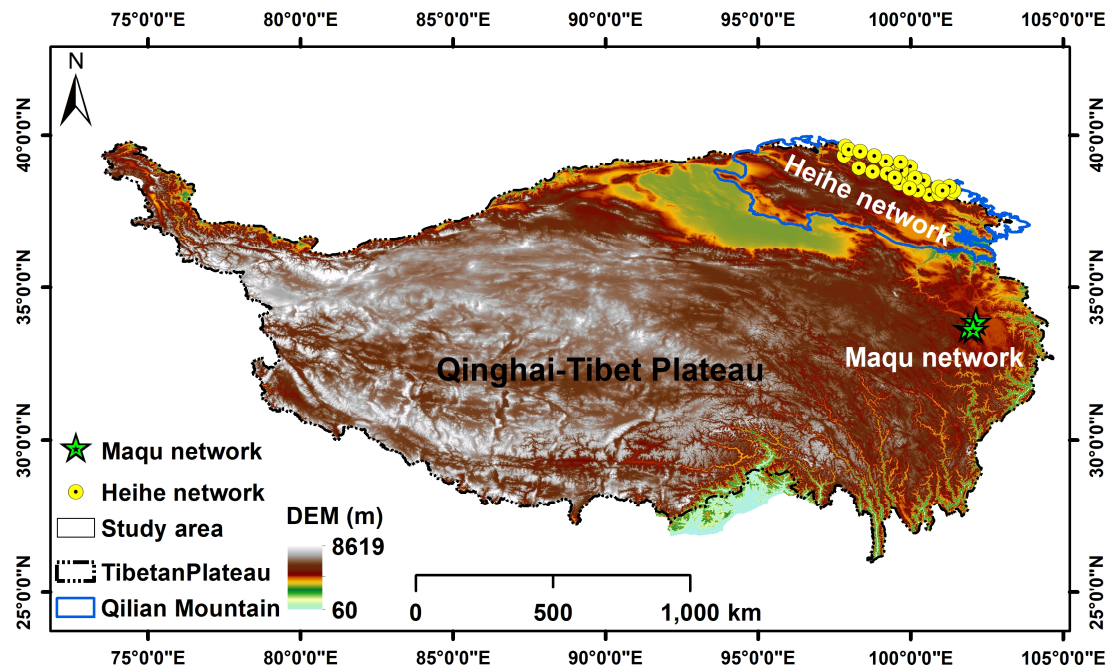 75°0'0"E 80°0'0"E 85°0'0"E 90°0'0"E 95°0'0"E 100°0'0"E 105°0'0"E
N
40°0'0"N
40°0'0"N
Heihe network
35°0'0"N
35°0'0"N
Maqu network
Qinghai-Tibet Plateau
30°0'0"N
30°0'0"N
Maqu network
Heihe network
Study area
TibetanPlateau
Qilian Mountain
DEM (m)
8619
60
0 500 1,000 km
25°0'0"N
25°0'0"N
75°0'0"E 80°0'0"E 85°0'0"E 90°0'0"E 95°0'0"E 100°0'0"E 105°0'0"E